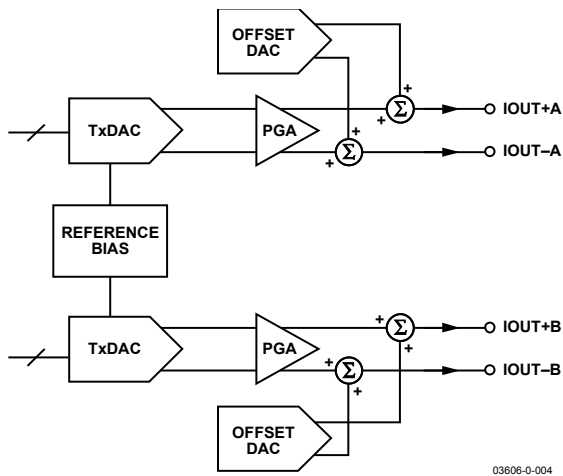 OFFSET
DAC
+
+
Σ
IOUT+A
TxDAC
PGA
+
+
Σ
IOUT–A
REFERENCE
BIAS
TxDAC
PGA
+
Σ
+
IOUT+B
+
Σ
+
IOUT–B
OFFSET
DAC
03606-0-004